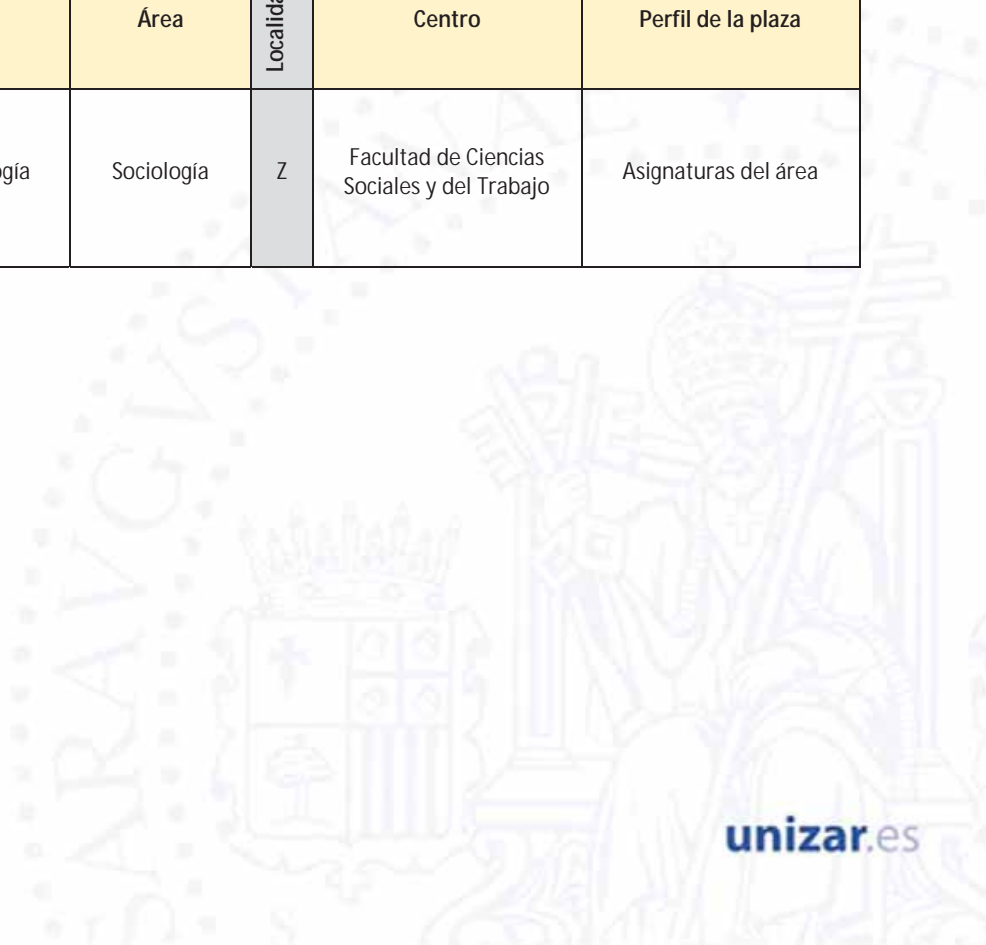 Área
Centro
Perfil de la plaza
Sociología
Z
Facultad de Ciencias
Sociales y del Trabajo
Asignaturas del área
unizar.es